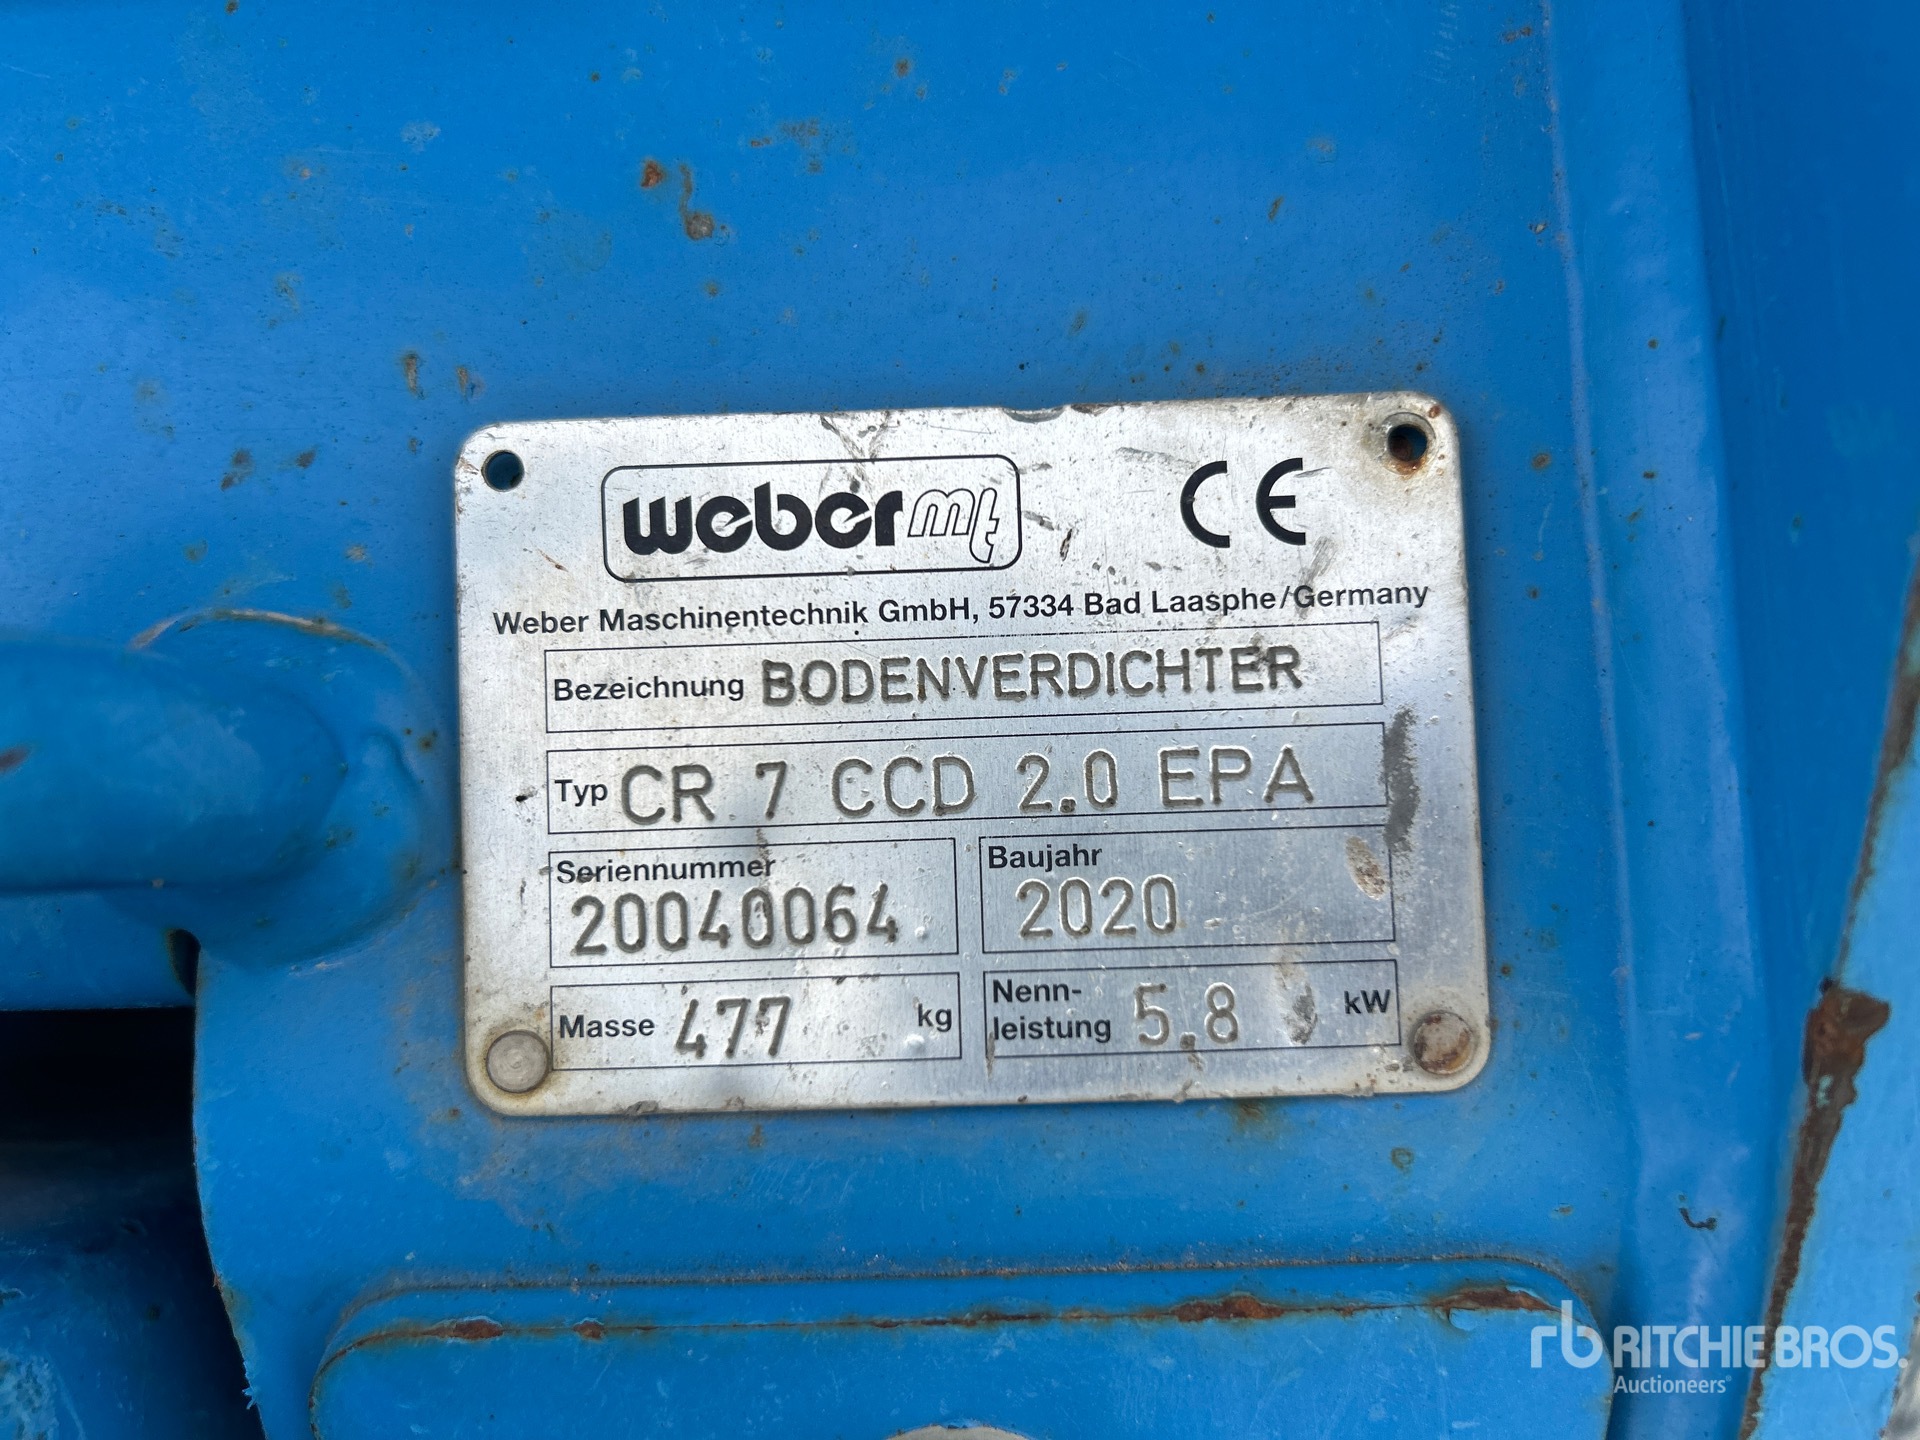 weber mt CE
Weber Maschinentechnik GmbH, 57334 Bad Laasphe/Germany
Bezeichnung BODENVERDICHTER
Typ CR 7 CCD 2.0 EPA
Seriennummer
20040064
Baujahr
2020
Masse 477 kg
Nenn-
leistung 5.8 kW
rb RITCHIE BROS.
Auctioneers